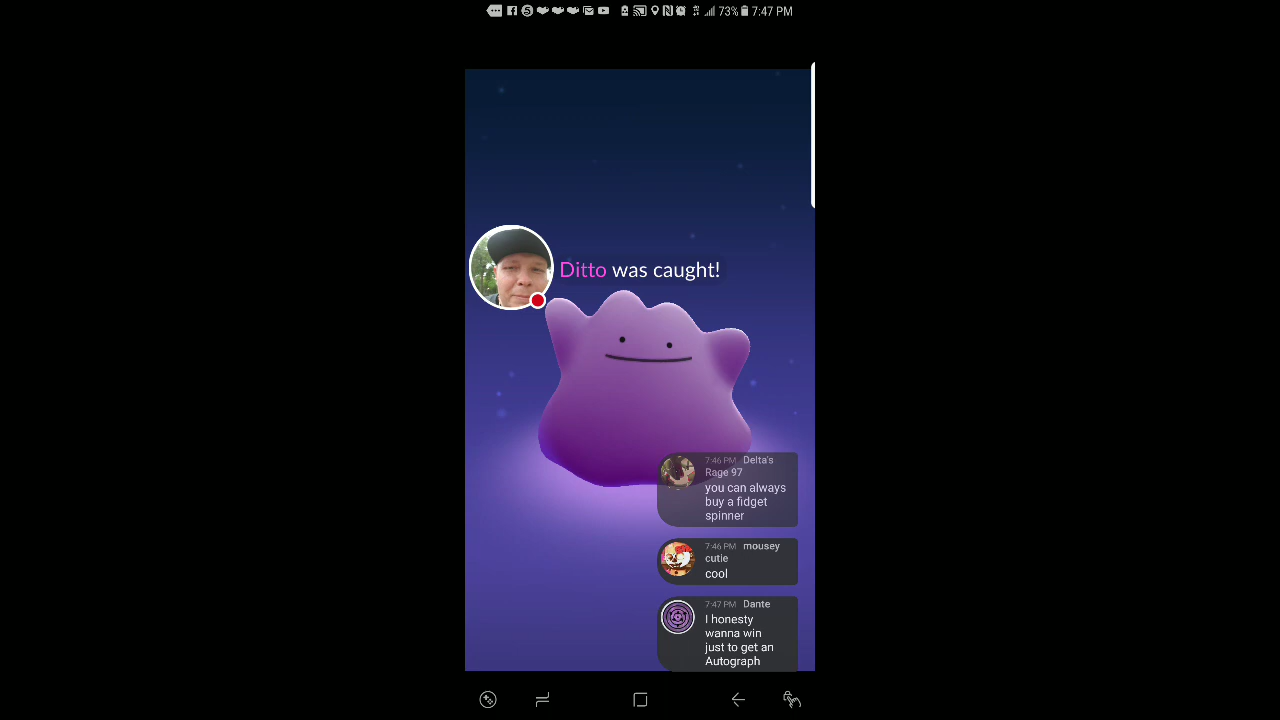 73% 7:47 PM
Ditto was caught!
7:46 PM Delta's
Rage 97
you can always
buy a fidget
spinner
7:46 PM mousey
cutie
cool
7:47 PM Dante
I honesty
wanna win
just to get an
Autograph